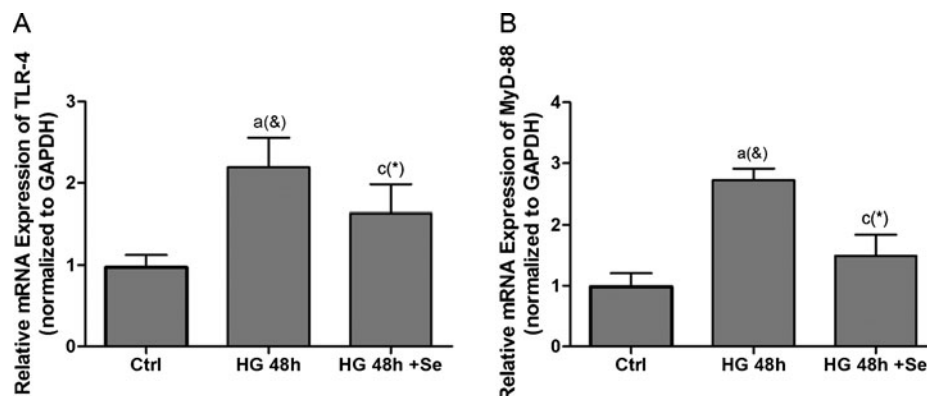 A
Relative mRNA Expression of TLR-4
(normalized to GAPDH)
3
2
1
0
a(&)
c(*)
Ctrl
HG 48h
HG 48h +Se
B
Relative mRNA Expression of MyD-88
(normalized to GAPDH)
4
3
2
1
0
a(&)
c(*)
Ctrl
HG 48h
HG 48h +Se